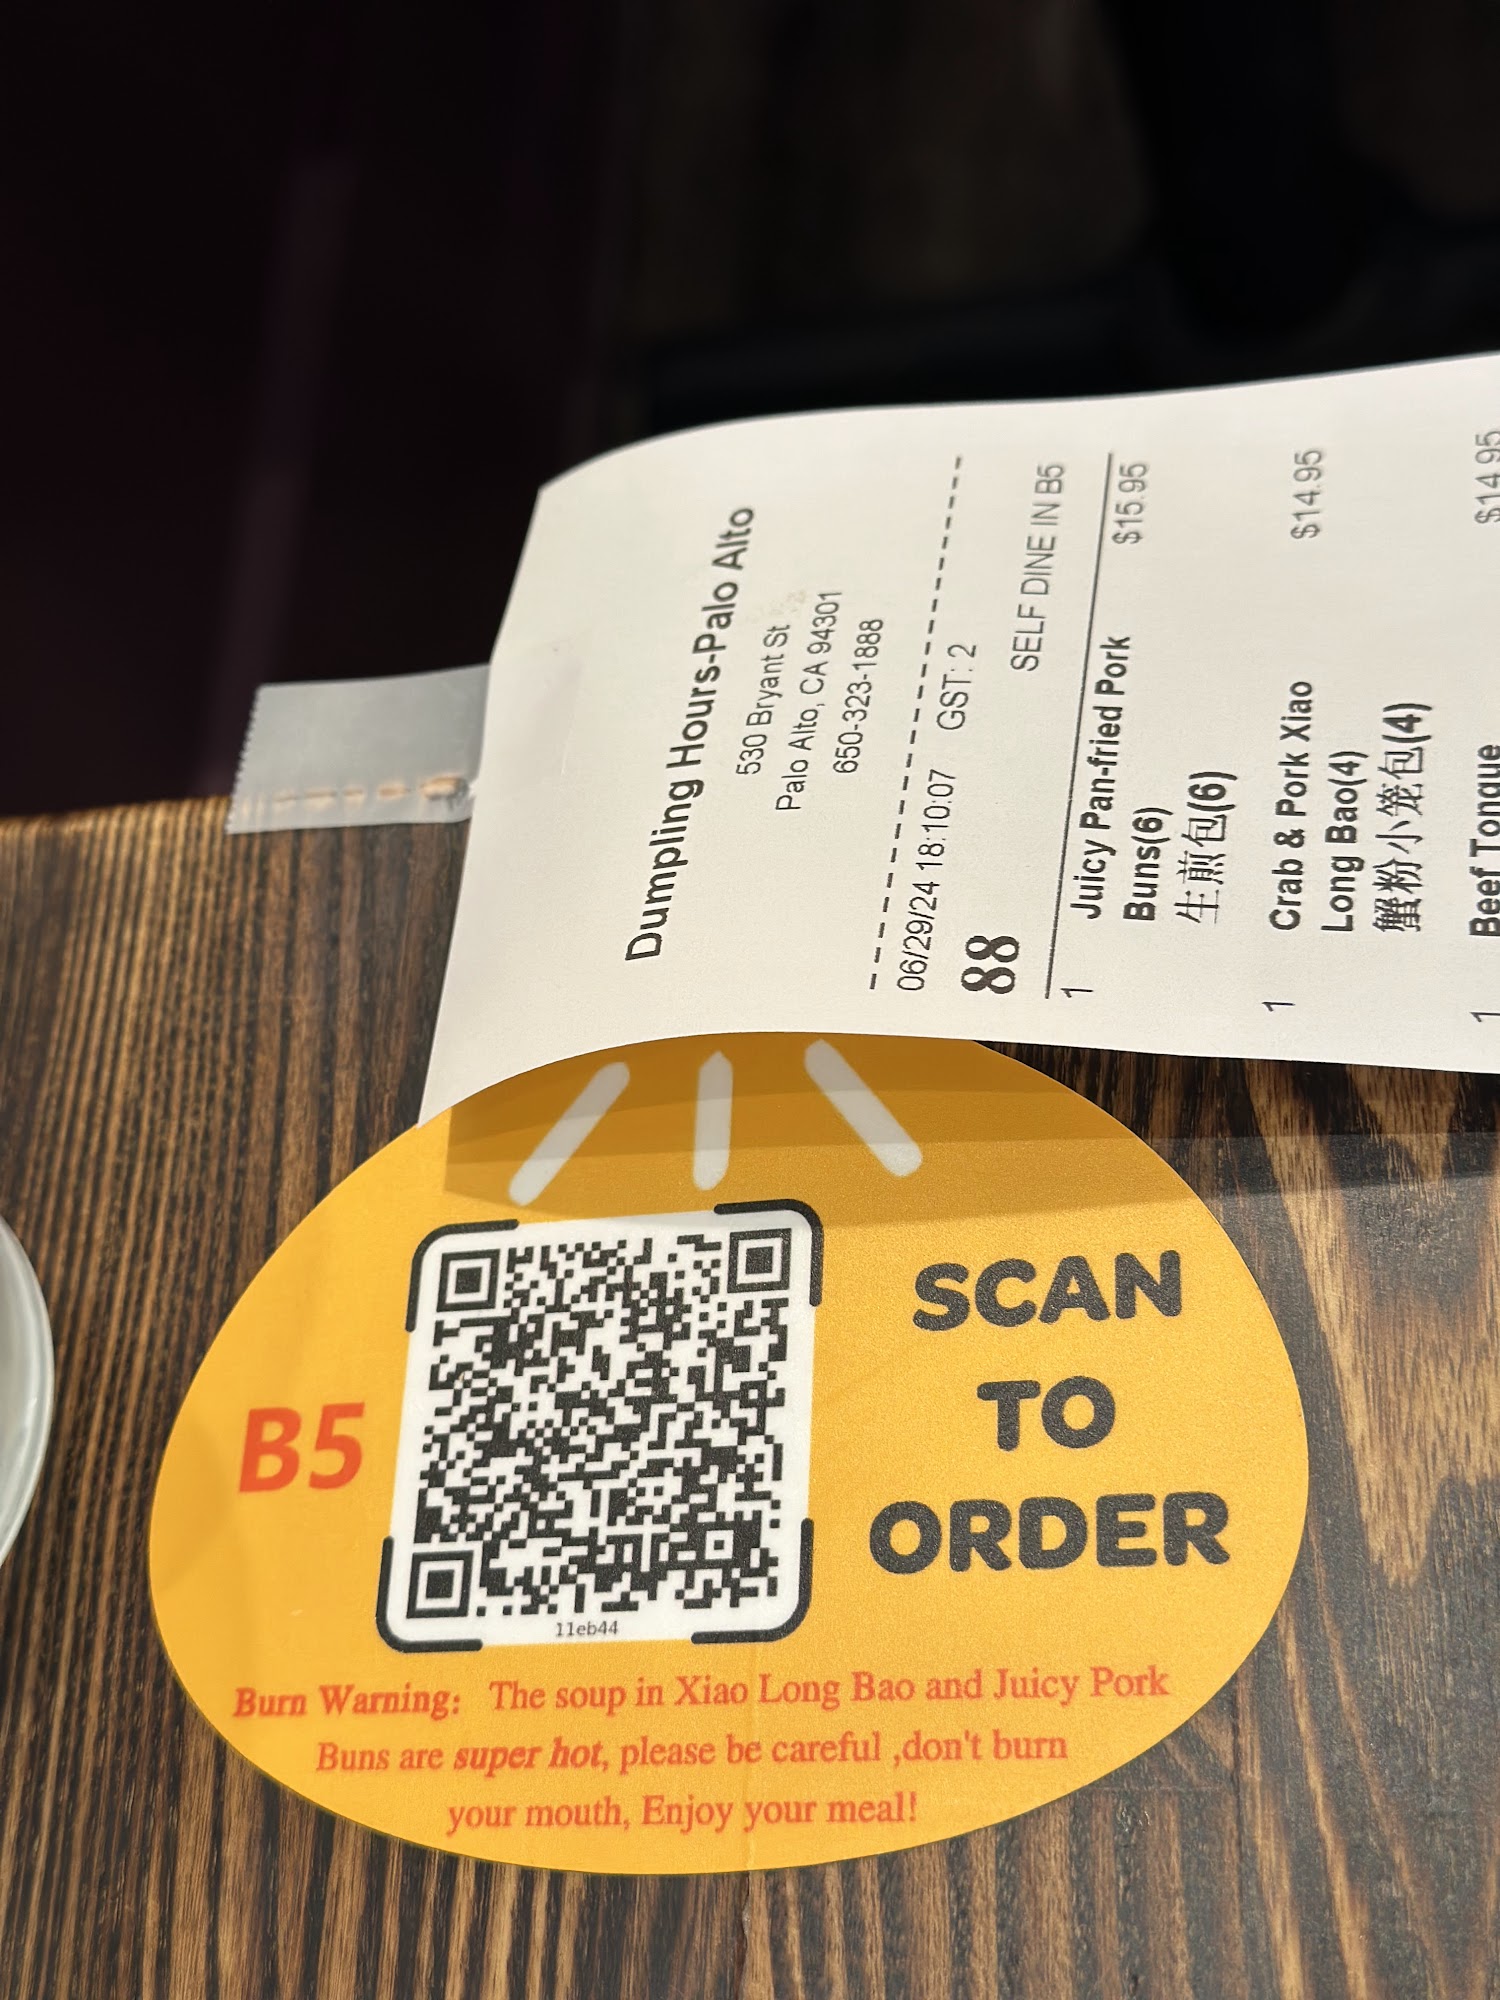 Dumpling Hours-Palo Alto
530 Bryant St
Palo Alto, CA 94301
650-323-1888
06/29/24 18:10:07 GST: 2
88
SELF DINE IN B5
1 Juicy Pan-fried Pork $15.95
Buns(6)
生煎包(6)
1 Crab & Pork Xiao $14.95
Long Bao(4)
蟹粉小笼包(4)
1 Beef Tongue $14.95
B5
11eb44
SCAN
TO
ORDER
Burn Warning: The soup in Xiao Long Bao and Juicy Pork
Buns are super hot, please be careful ,don't burn
your mouth, Enjoy your meal!